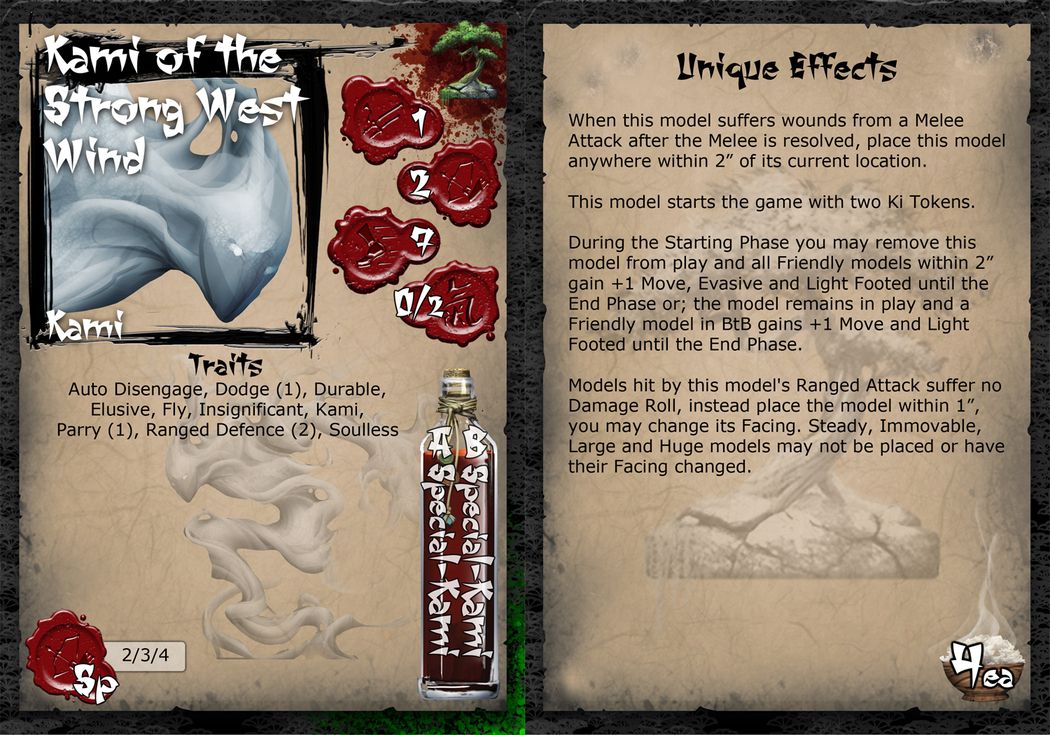 Kami of the
Strong West
Wind
1
2
7
0/2 気
Kami
Traits
Auto Disengage, Dodge (1), Durable,
Elusive, Fly, Insignificant, Kami,
Parry (1), Ranged Defence (2), Soulless
A Special-Kami
B Special-Kami
Sp
2/3/4
Unique Effects
When this model suffers wounds from a Melee
Attack after the Melee is resolved, place this model
anywhere within 2” of its current location.
This model starts the game with two Ki Tokens.
During the Starting Phase you may remove this
model from play and all Friendly models within 2”
gain +1 Move, Evasive and Light Footed until the
End Phase or; the model remains in play and a
Friendly model in BtB gains +1 Move and Light
Footed until the End Phase.
Models hit by this model's Ranged Attack suffer no
Damage Roll, instead place the model within 1”,
you may change its Facing. Steady, Immovable,
Large and Huge models may not be placed or have
their Facing changed.
4ea